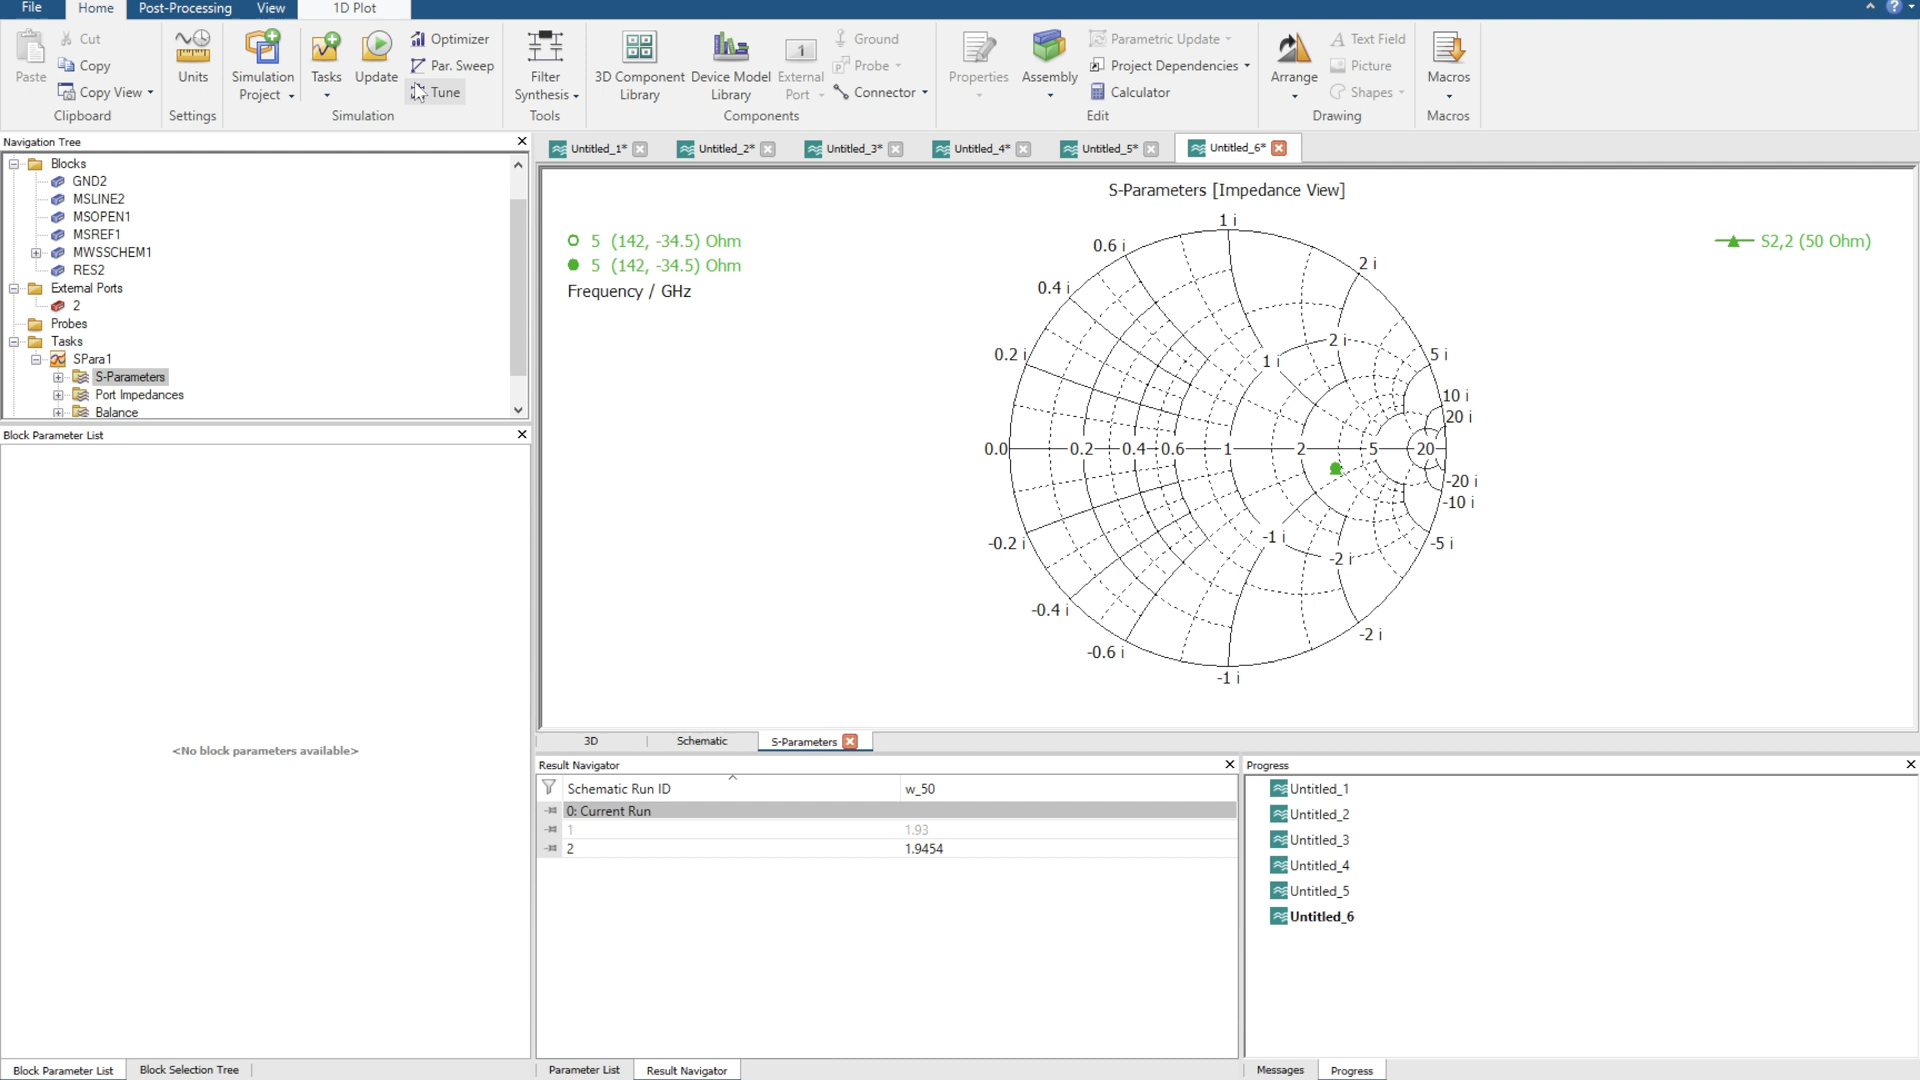 File Home Post-Processing View 1D Plot
Paste Cut Copy Copy View Clipboard
Units Settings
Simulation Project Tasks Update Optimizer Par. Sweep Tune Simulation
Filter Synthesis Tools
3D Component Library Device Model Library 1 External Port Ground Probe Connector Components
Properties Assembly Parametric Update Project Dependencies Calculator Edit
Arrange Text Field Picture Shapes Drawing
Macros Macros
Navigation Tree
Blocks
GND2
MSLINE2
MSOPEN1
MSREF1
MWSSCHEM1
RES2
External Ports
2
Probes
Tasks
SPara1
S-Parameters
Port Impedances
Balance
Block Parameter List
<No block parameters available>
Block Parameter List Block Selection Tree
Untitled_1* Untitled_2* Untitled_3* Untitled_4* Untitled_5* Untitled_6*
S-Parameters [Impedance View]
5 (142, -34.5) Ohm
5 (142, -34.5) Ohm
Frequency / GHz
S2,2 (50 Ohm)
1 i
0.6 i
2 i
0.4 i
2 i
0.2 i
1 i
5 i
10 i
20 i
0.0 0.2 0.4 0.6 1 2 5 20
-20 i
-10 i
-0.2 i
-1 i
-5 i
-2 i
-0.4 i
-2 i
-0.6 i
-1 i
3D Schematic S-Parameters
Result Navigator
Schematic Run ID w_50
0: Current Run
1 1.93
2 1.9454
Parameter List Result Navigator
Progress
Untitled_1
Untitled_2
Untitled_3
Untitled_4
Untitled_5
Untitled_6
Messages Progress